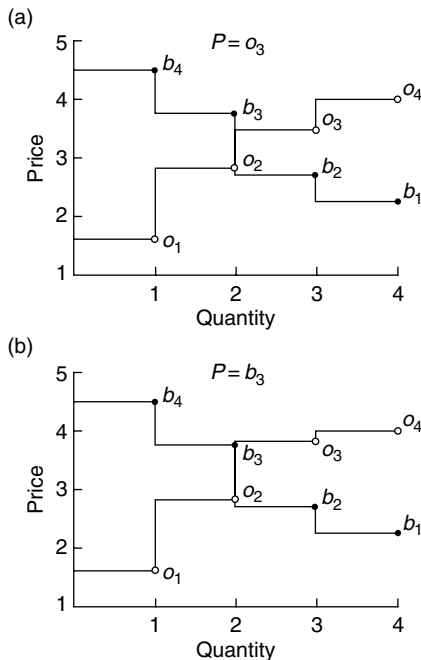 (a)
P = o3
5
4
3
2
1
Price
b4
b3
b2
b1
o1
o2
o3
o4
1 2 3 4
Quantity
(b)
P = b3
5
4
3
2
1
Price
b4
b3
b2
b1
o1
o2
o3
o4
1 2 3 4
Quantity